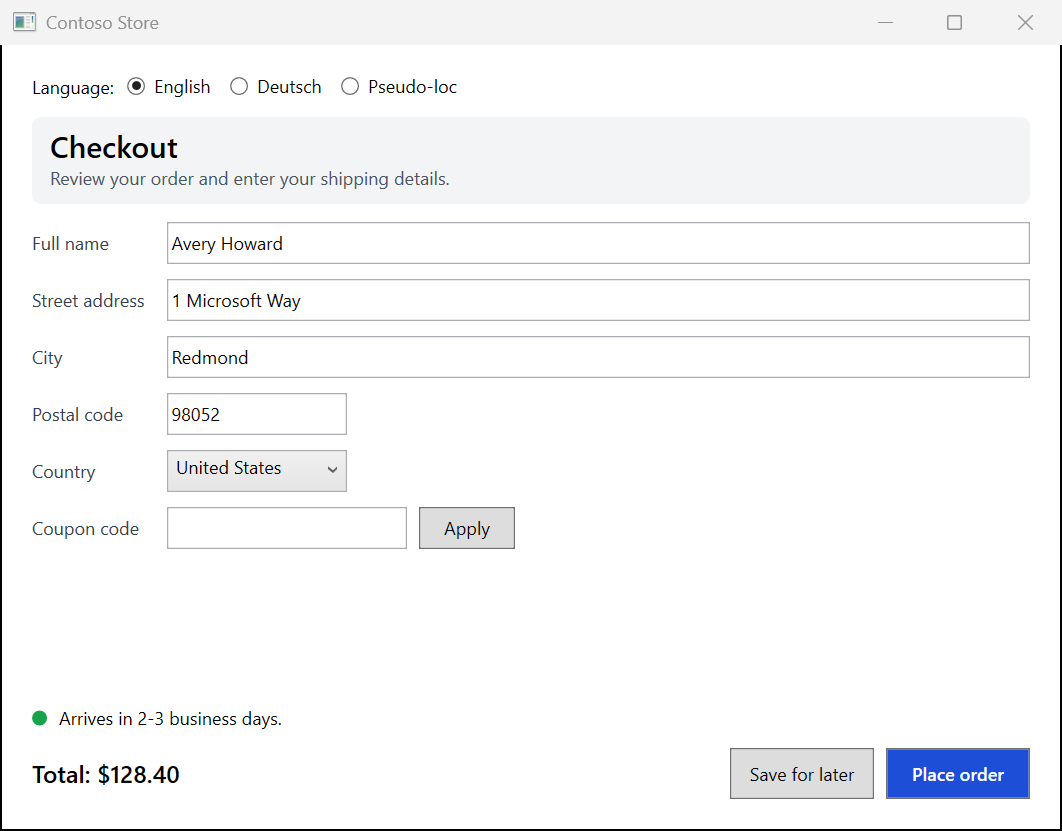 Contoso Store
Language: English Deutsch Pseudo-loc
Checkout
Review your order and enter your shipping details.
Full name Avery Howard
Street address 1 Microsoft Way
City Redmond
Postal code 98052
Country United States
Coupon code Apply
Arrives in 2-3 business days.
Total: $128.40 Save for later Place order